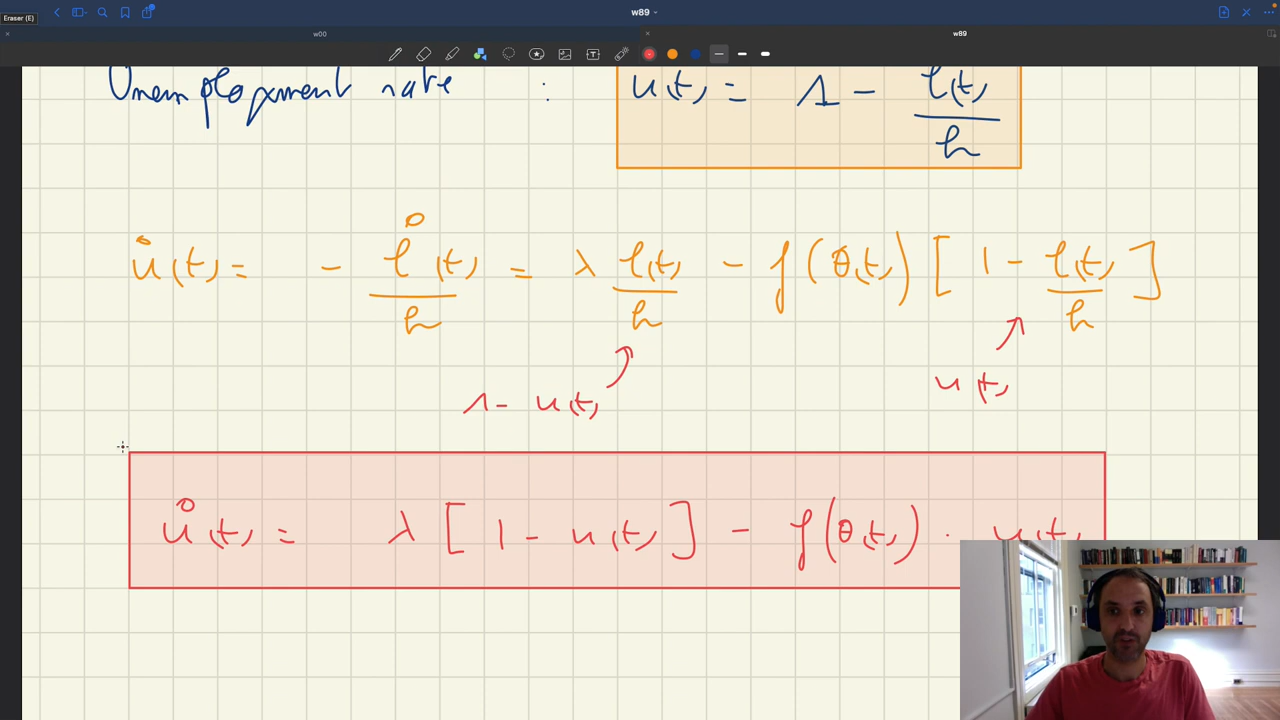 w89
Eraser (E)
w00
w89
Unemployment rate : u(t) = 1 - l(t)/h
ů(t) = - l̊(t)/h = λ l(t)/h - f(θ(t)) [ 1 - l(t)/h ]
1 - u(t)
u(t)
ů(t) = λ [ 1 - u(t) ] - f(θ(t)) · u(t)